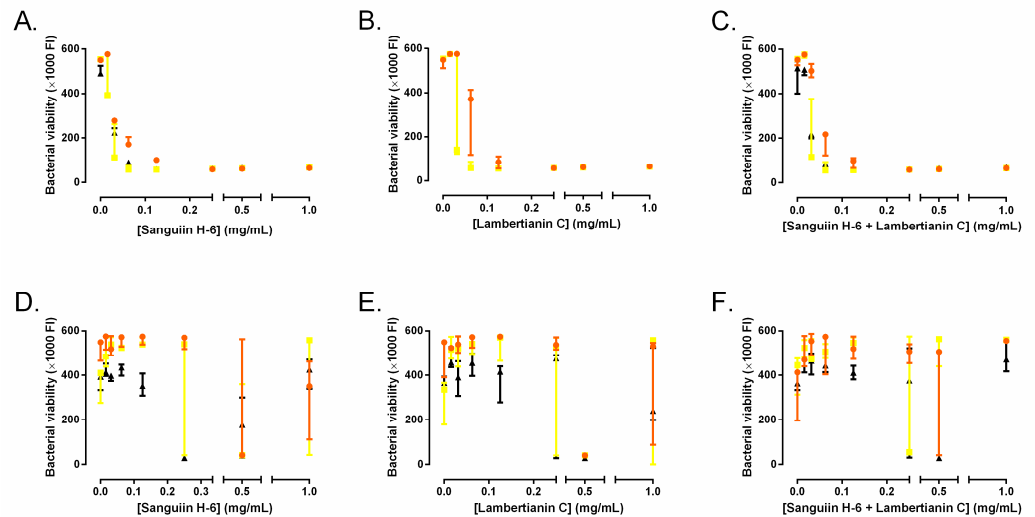 A.
Bacterial viability (×1000 FI)
600
400
200
0
0.0 0.1 0.2 0.5 1.0
[Sanguiin H-6] (mg/mL)
B.
Bacterial viability (×1000 FI)
600
400
200
0
0.0 0.1 0.2 0.5 1.0
[Lambertianin C] (mg/mL)
C.
Bacterial viability (×1000 FI)
600
400
200
0
0.0 0.1 0.2 0.5 1.0
[Sanguiin H-6 + Lambertianin C] (mg/mL)
D.
Bacterial viability (×1000 FI)
600
400
200
0
0.0 0.1 0.2 0.3 0.5 1.0
[Sanguiin H-6] (mg/mL)
E.
Bacterial viability (×1000 FI)
600
400
200
0
0.0 0.1 0.2 0.5 1.0
[Lambertianin C] (mg/mL)
F.
Bacterial viability (×1000 FI)
600
400
200
0
0.0 0.1 0.2 0.5 1.0
[Sanguiin H-6 + Lambertianin C] (mg/mL)